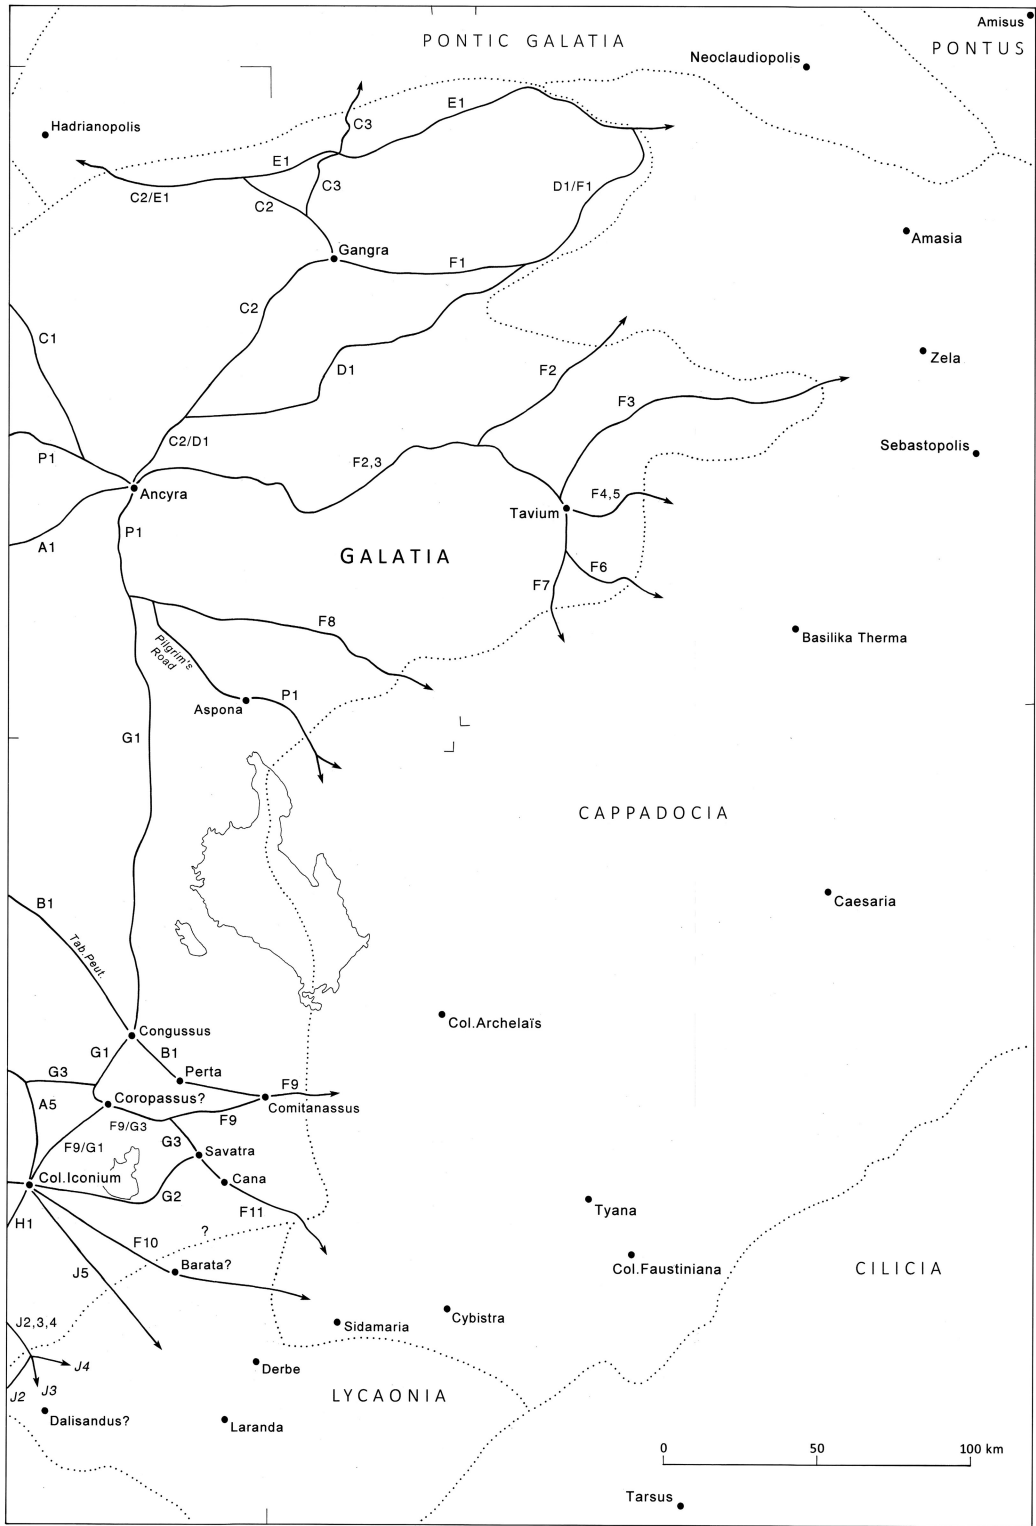 Amisus
PONTIC GALATIA
PONTUS
Neoclaudiopolis
Hadrianopolis
E1
C3
E1
C3
C2/E1
C2
D1/F1
Amasia
Gangra
F1
C2
C1
Zela
D1
F2
F3
C2/D1
Sebastopolis
P1
F2,3
Ancyra
F4,5
Tavium
P1
A1
GALATIA
F6
F7
F8
Basilika Therma
Pilgrim's
Road
P1
Aspona
G1
CAPPADOCIA
Caesaria
B1
Tab.Peut.
Col.Archelaïs
Congussus
G1
B1
G3
Perta
F9
Coropassus?
Comitanassus
A5
F9
F9/G3
G3
F9/G1
Savatra
Col.Iconium
Cana
G2
Tyana
F11
H1
?
F10
Barata?
Col.Faustiniana
CILICIA
J5
Cybistra
J2,3,4
Sidamaria
J4
Derbe
J3
J2
LYCAONIA
Dalisandus?
Laranda
0 50 100 km
Tarsus